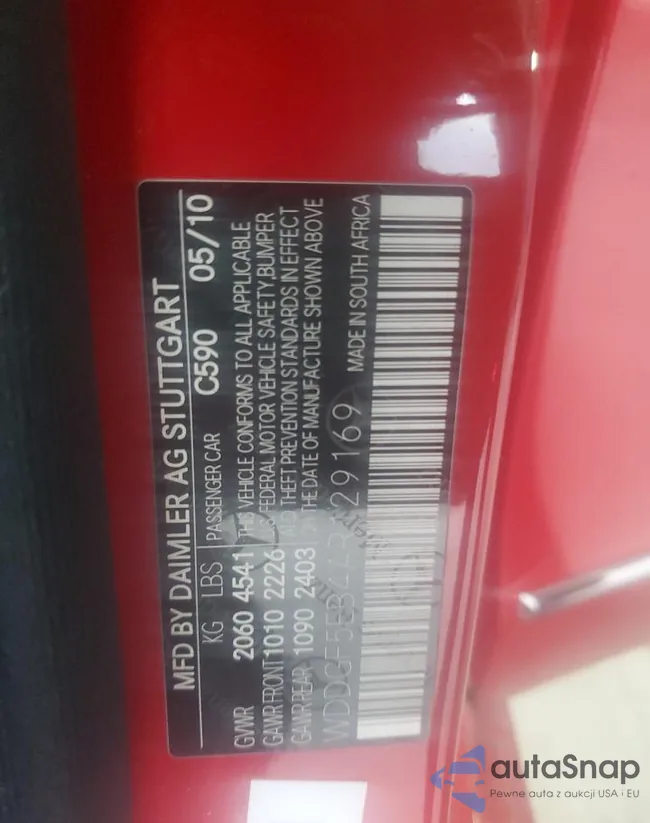 MFD BY DAIMLER AG STUTTGART
KG LBS PASSENGER CAR C590 05/10
GVWR 2060 4541 THIS VEHICLE CONFORMS TO ALL APPLICABLE
GAWR FRONT 1010 2226 FEDERAL MOTOR VEHICLE SAFETY, BUMPER
GAWR REAR 1090 2403 THEFT PREVENTION STANDARDS IN EFFECT
THE DATE OF MANUFACTURE SHOWN ABOVE
29169 MADE IN SOUTH AFRICA
autaSnap
Pewne auta z aukcji USA i EU